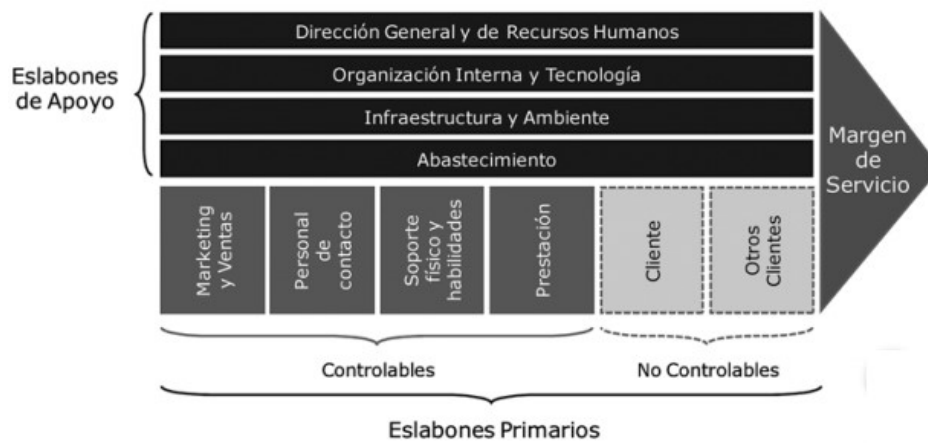 Dirección General y de Recursos Humanos
Eslabones
de Apoyo
Organización Interna y Tecnología
Infraestructura y Ambiente
Abastecimiento
Margen
de
Servicio
Marketing
y Ventas
Personal
de
contacto
Soporte
físico y
habilidades
Prestación
Cliente
Otros
Clientes
Controlables
No Controlables
Eslabones Primarios